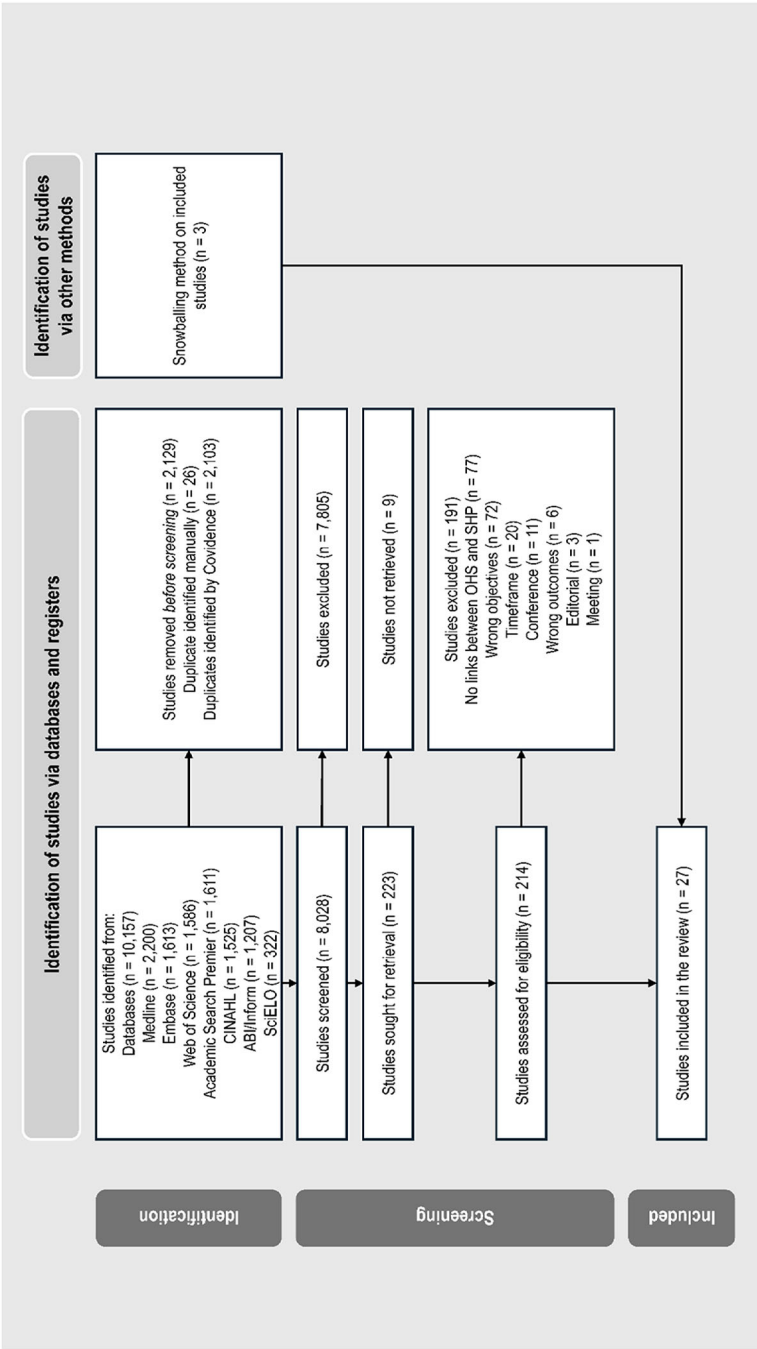 Identification of studies via databases and registers
Identification of studies
via other methods
Identification
Studies identified from:
Databases (n = 10,157)
Medline (n = 2,200)
Embase (n = 1,613)
Web of Science (n = 1,586)
Academic Search Premier (n = 1,611)
CINAHL (n = 1,525)
ABI/Inform (n = 1,207)
SciELO (n = 322)
Studies removed before screening (n = 2,129)
Duplicate identified manually (n = 26)
Duplicates identified by Covidence (n = 2,103)
Snowballing method on included
studies (n = 3)
Screening
Studies screened (n = 8,028)
Studies excluded (n = 7,805)
Studies sought for retrieval (n = 223)
Studies not retrieved (n = 9)
Studies assessed for eligibility (n = 214)
Studies excluded (n = 191)
No links between OHS and SHP (n = 77)
Wrong objectives (n = 72)
Timeframe (n = 20)
Conference (n = 11)
Wrong outcomes (n = 6)
Editorial (n = 3)
Meeting (n = 1)
Included
Studies included in the review (n = 27)